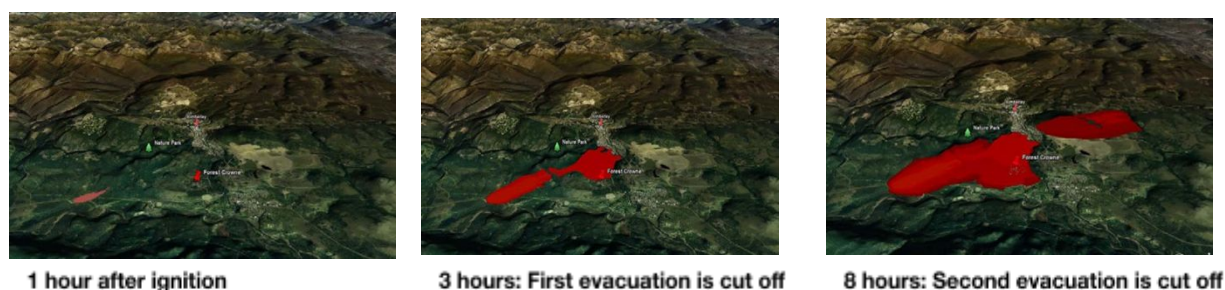 Nature Park
Forest Crowne
Nature Park
Forest Crowne
Nature Park
Forest Crowne
1 hour after ignition
3 hours: First evacuation is cut off
8 hours: Second evacuation is cut off